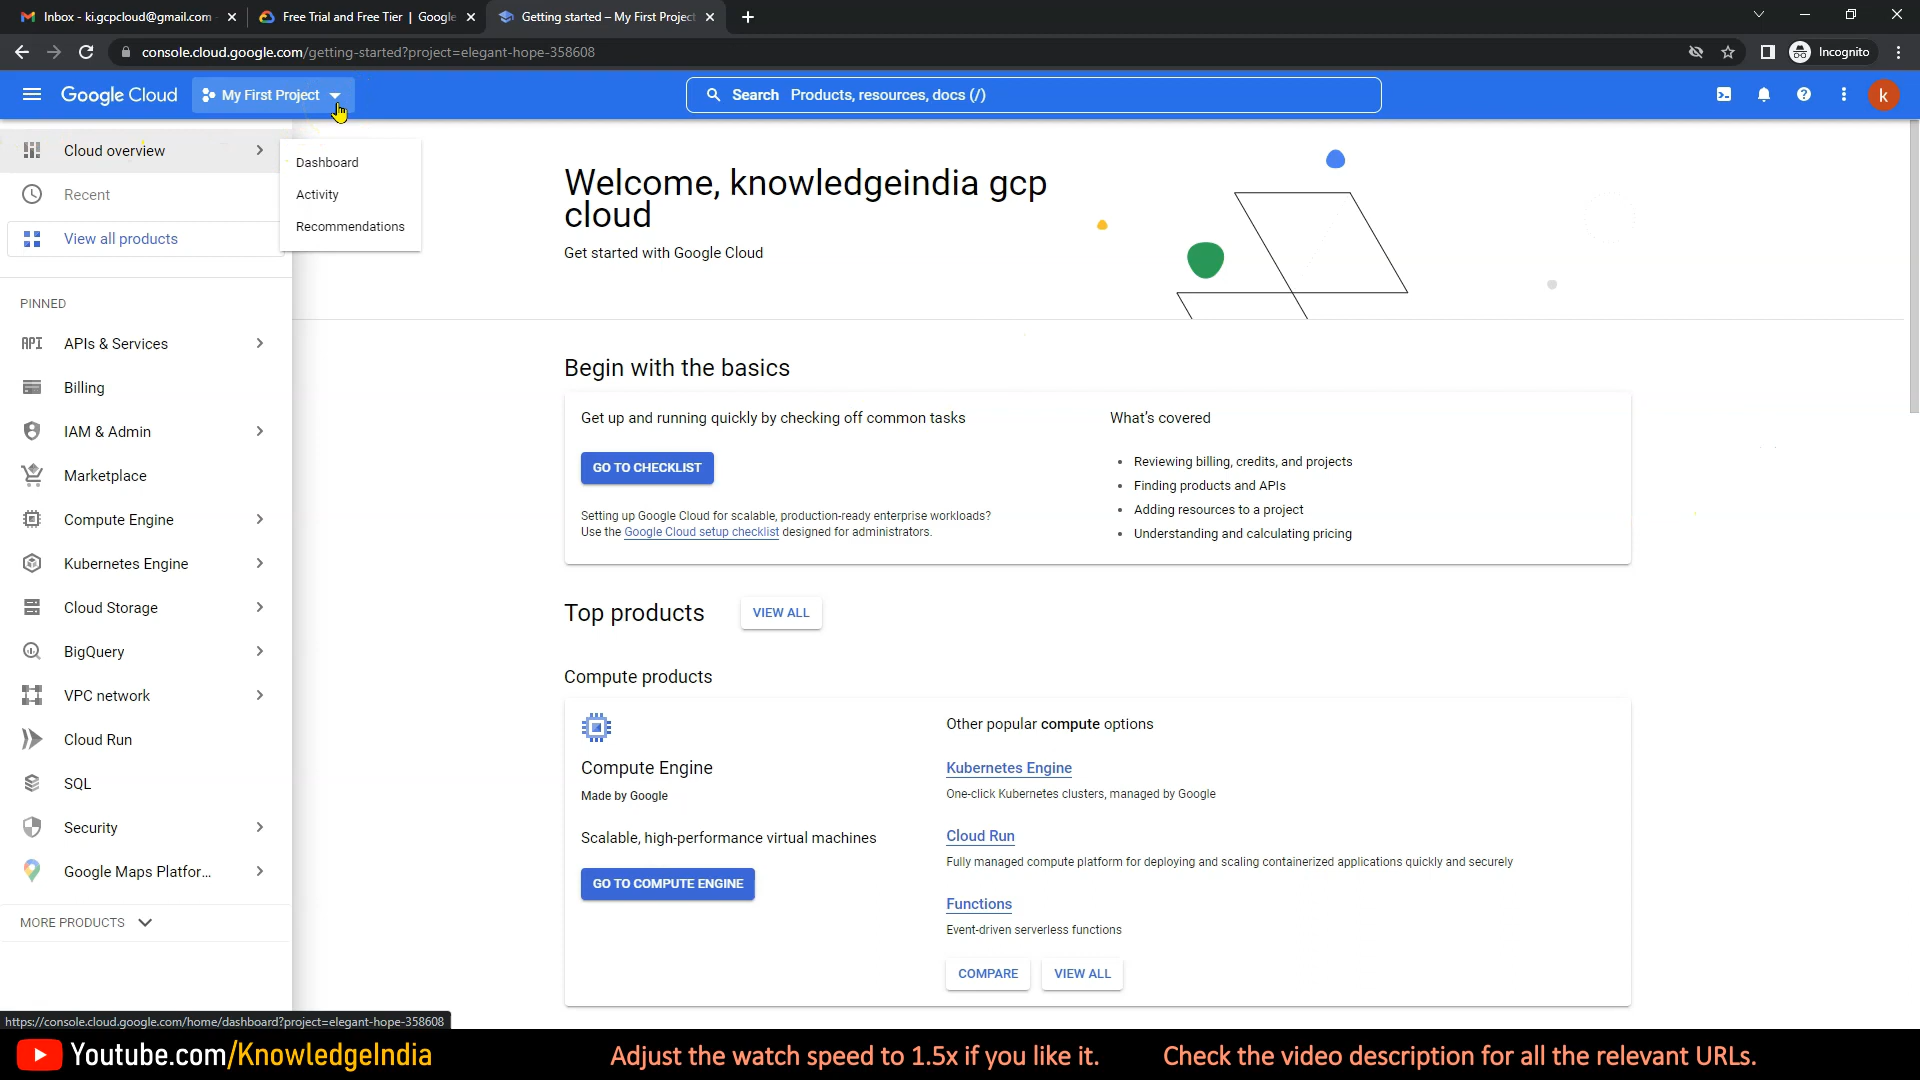 Inbox - ki.gcpcloud@gmail.com
Free Trial and Free Tier | Google
Getting started – My First Project
console.cloud.google.com/getting-started?project=elegant-hope-358608
Incognito
Google Cloud
My First Project
Search Products, resources, docs (/)
k
Cloud overview
Recent
View all products
Dashboard
Activity
Recommendations
PINNED
API APIs & Services
Billing
IAM & Admin
Marketplace
Compute Engine
Kubernetes Engine
Cloud Storage
BigQuery
VPC network
Cloud Run
SQL
Security
Google Maps Platfor...
MORE PRODUCTS
Welcome, knowledgeindia gcp
cloud
Get started with Google Cloud
Begin with the basics
Get up and running quickly by checking off common tasks
GO TO CHECKLIST
Setting up Google Cloud for scalable, production-ready enterprise workloads?
Use the Google Cloud setup checklist designed for administrators.
What's covered
• Reviewing billing, credits, and projects
• Finding products and APIs
• Adding resources to a project
• Understanding and calculating pricing
Top products
VIEW ALL
Compute products
Compute Engine
Made by Google
Scalable, high-performance virtual machines
GO TO COMPUTE ENGINE
Other popular compute options
Kubernetes Engine
One-click Kubernetes clusters, managed by Google
Cloud Run
Fully managed compute platform for deploying and scaling containerized applications quickly and securely
Functions
Event-driven serverless functions
COMPARE
VIEW ALL
https://console.cloud.google.com/home/dashboard?project=elegant-hope-358608
Youtube.com/KnowledgeIndia
Adjust the watch speed to 1.5x if you like it.
Check the video description for all the relevant URLs.